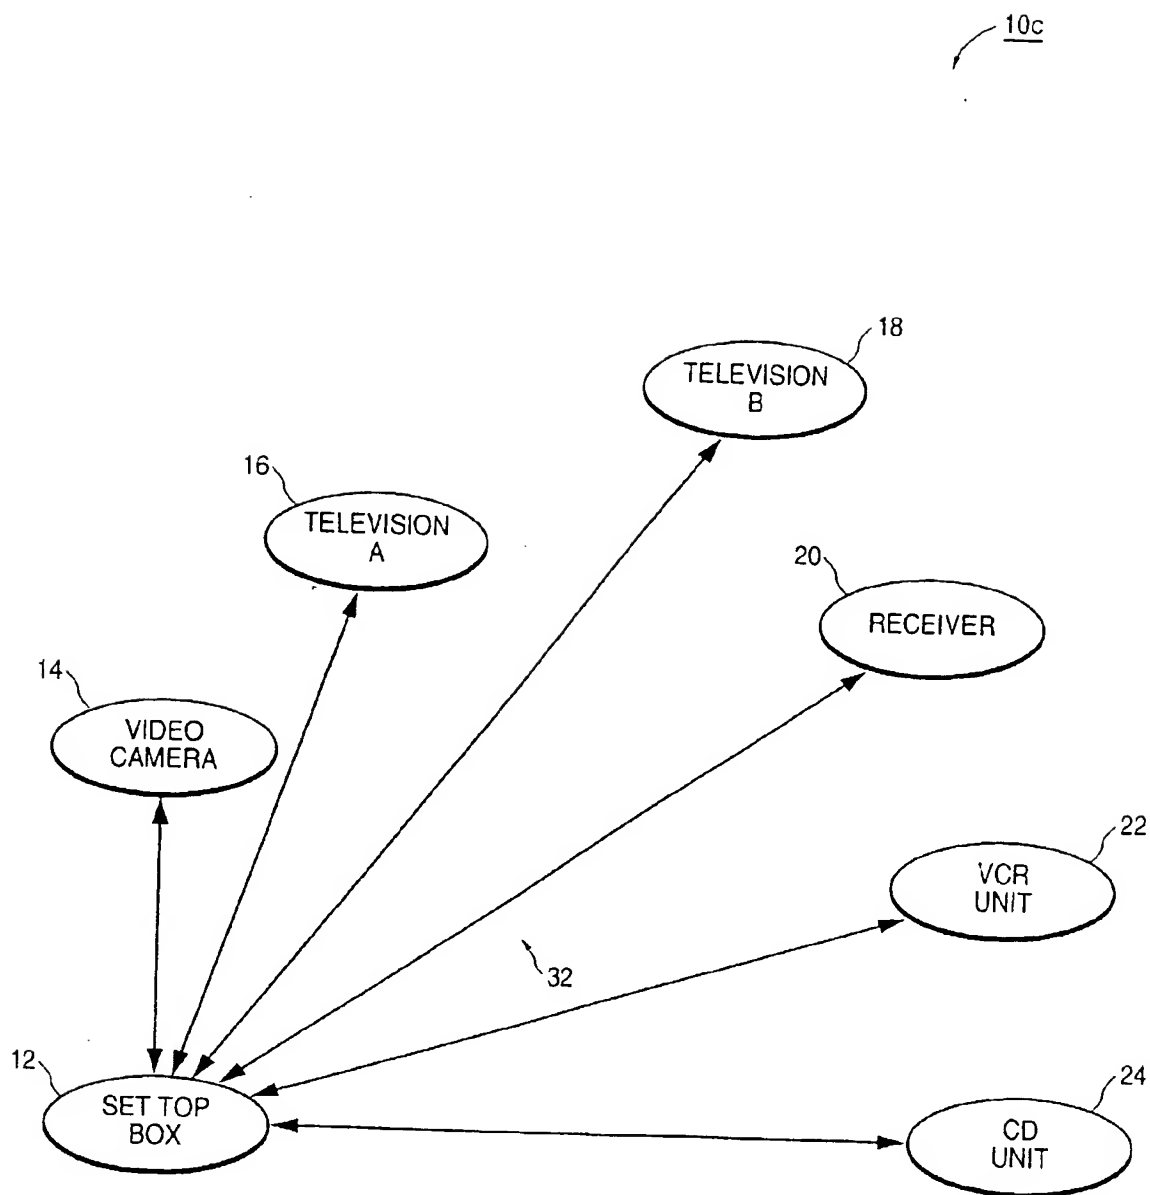 10c
18
TELEVISION
B
16
TELEVISION
A
20
RECEIVER
14
VIDEO
CAMERA
22
VCR
UNIT
32
12
SET TOP
BOX
24
CD
UNIT